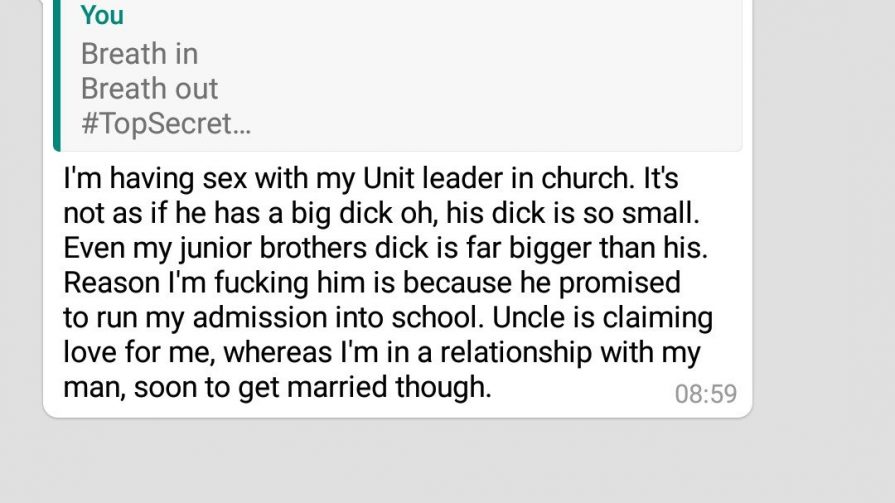 You
Breath in
Breath out
#TopSecret...
I'm having sex with my Unit leader in church. It's
not as if he has a big dick oh, his dick is so small.
Even my junior brothers dick is far bigger than his.
Reason I'm fucking him is because he promised
to run my admission into school. Uncle is claiming
love for me, whereas I'm in a relationship with my
man, soon to get married though.
08:59